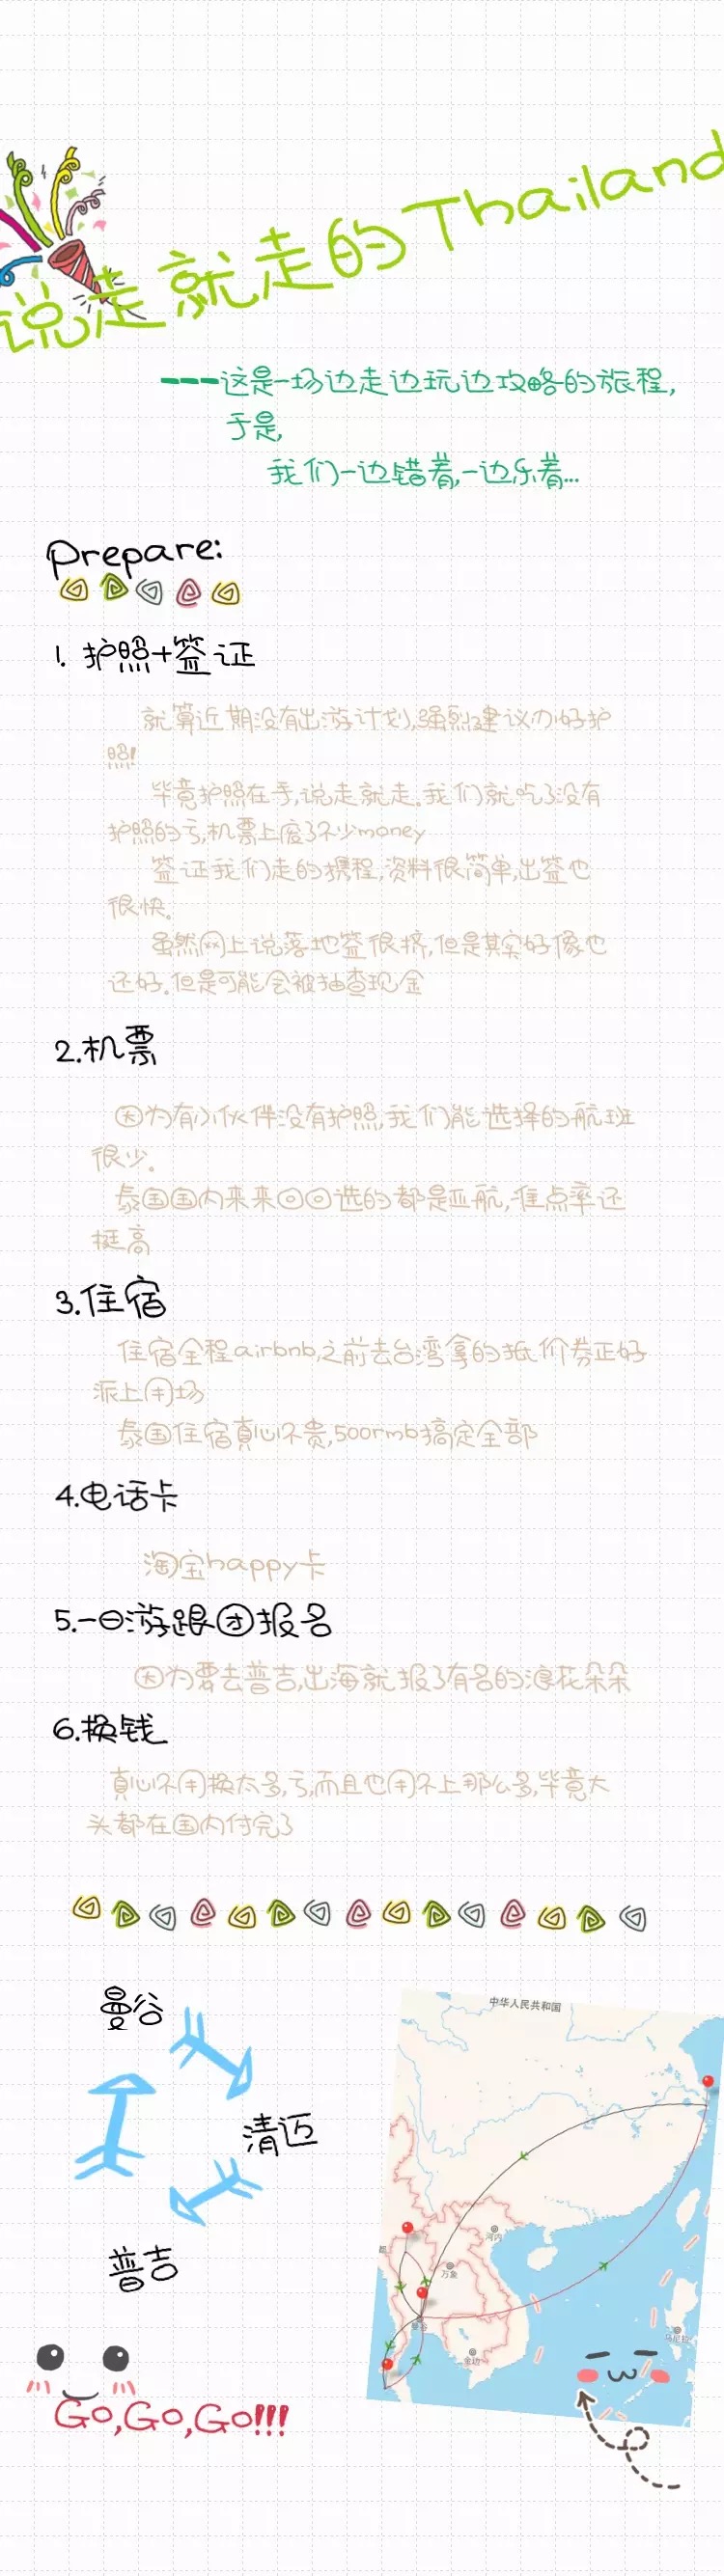 说走就走的Thailand
---这是一场边走边玩边攻略的旅程,
于是,
我们一边错着,一边乐着...
Prepare:
1. 护照+签证
就算近期没有出游计划,强烈建议办好护
照!
毕竟护照在手,说走就走。我们就吃了没有
护照的亏,机票上废了不少money
签证我们走的携程,资料很简单,出签也
很快。
虽然网上说落地签很挤,但是其实好像也
还好。但是可能会被抽查现金
2.机票
因为有小伙伴没有护照,我们能选择的航班
很少。
泰国国内来来回回选的都是亚航,准点率还
挺高
3.住宿
住宿全程airbnb,之前去台湾拿的抵价券正好
派上用场
泰国住宿真心不贵,500rmb搞定全部
4.电话卡
淘宝happy卡
5.一日游跟团报名
因为要去普吉,出海就报了有名的浪花朵朵
6.换钱
真心不用换太多,亏,而且也用不上那么多,毕竟大
头都在国内付完了
曼谷
清迈
普吉
Go,Go,Go!!!
中华人民共和国
河内
万象
曼谷
金边
马尼拉